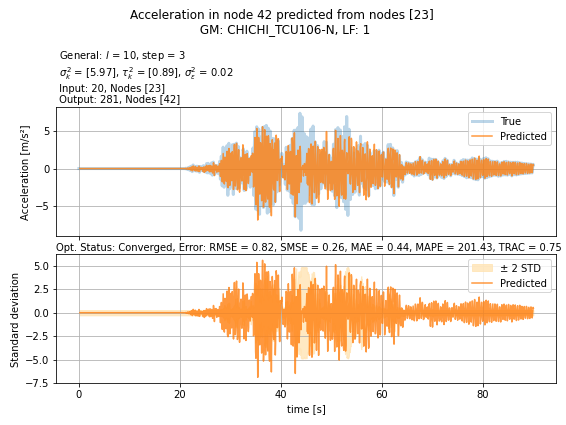 Acceleration in node 42 predicted from nodes [23]
GM: CHICHI_TCU106-N, LF: 1
General: l = 10, step = 3
σ_k^2 = [5.97], τ_k^2 = [0.89], σ_ε^2 = 0.02
Input: 20, Nodes [23]
Output: 281, Nodes [42]
Acceleration [m/s²]
5
0
−5
True
Predicted
Opt. Status: Converged, Error: RMSE = 0.82, SMSE = 0.26, MAE = 0.44, MAPE = 201.43, TRAC = 0.75
Standard deviation
5.0
2.5
0.0
−2.5
−5.0
−7.5
± 2 STD
Predicted
0 20 40 60 80
time [s]